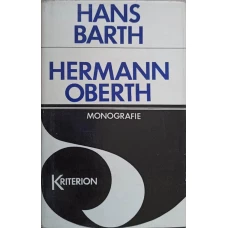 HANS
BARTH
HERMANN
OBERTH
MONOGRAFIE
KRITERION